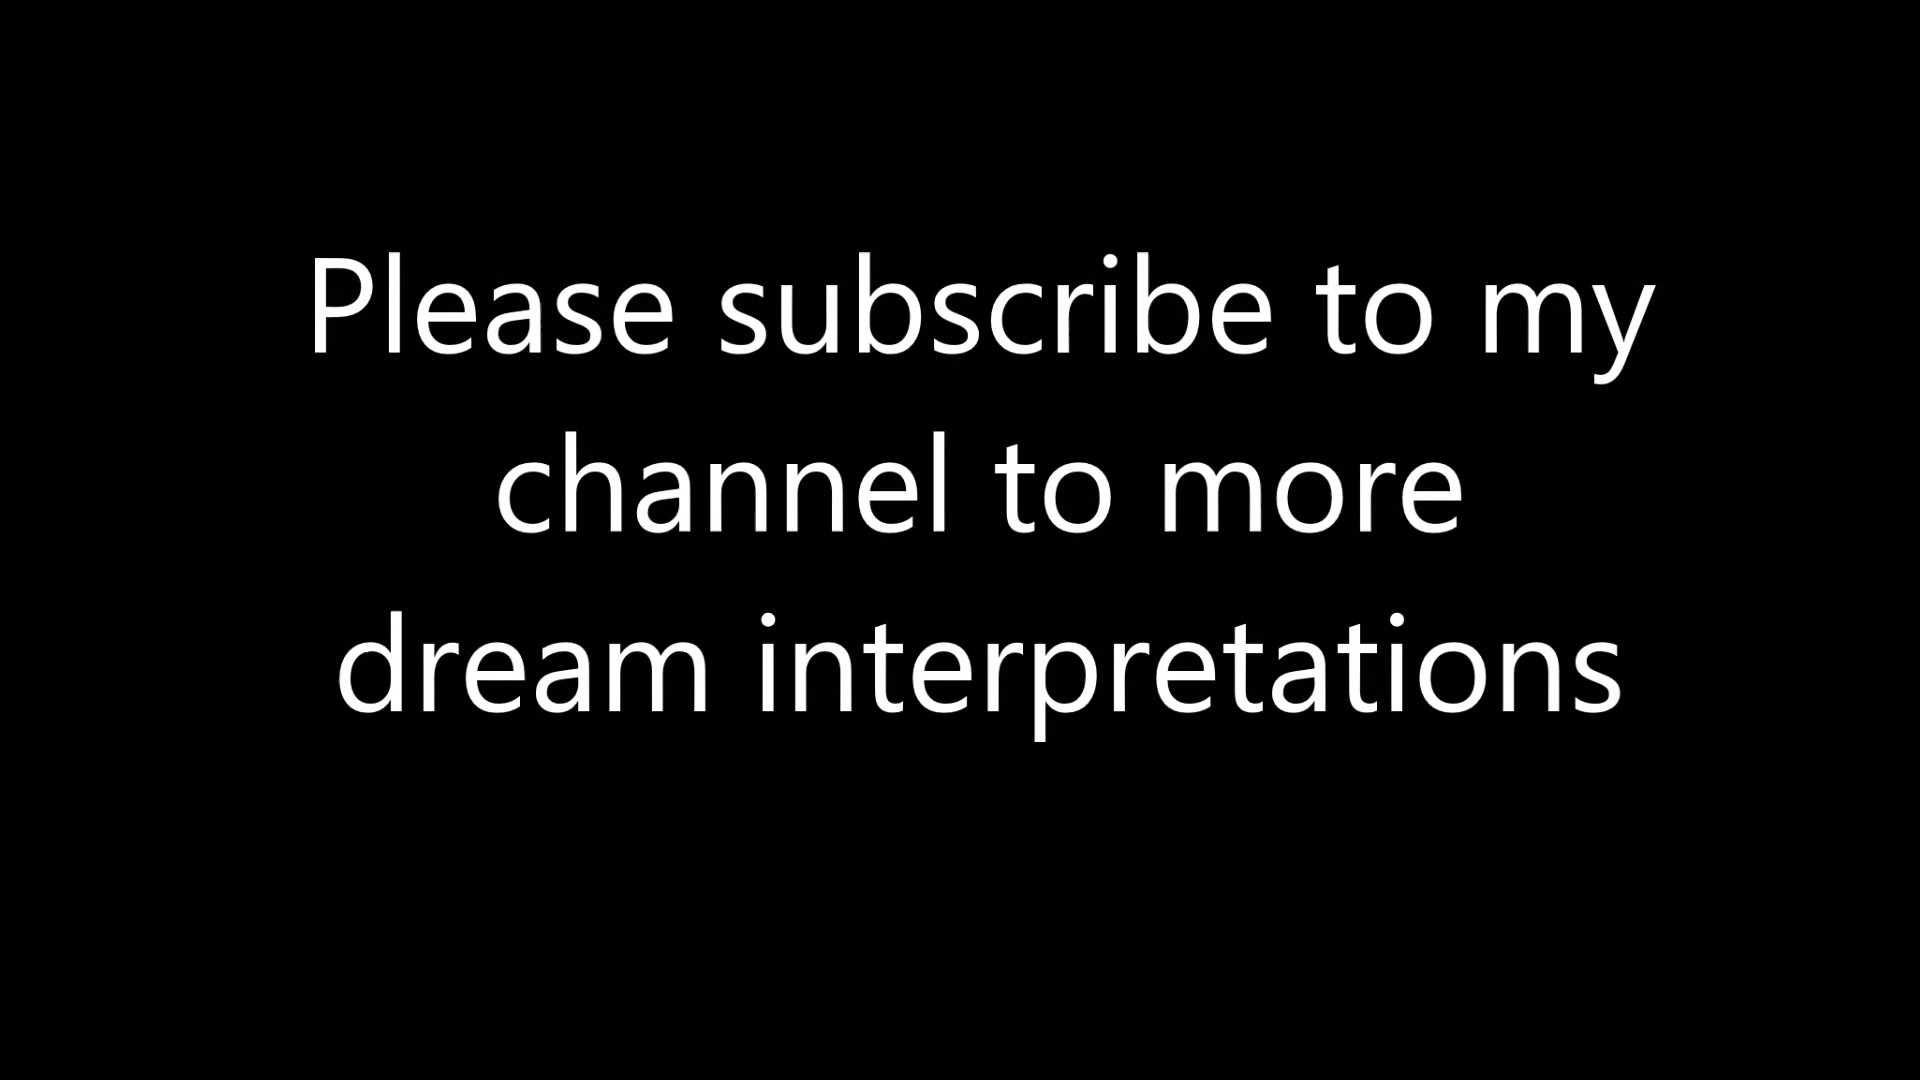 Please subscribe to my
channel to more
dream interpretations